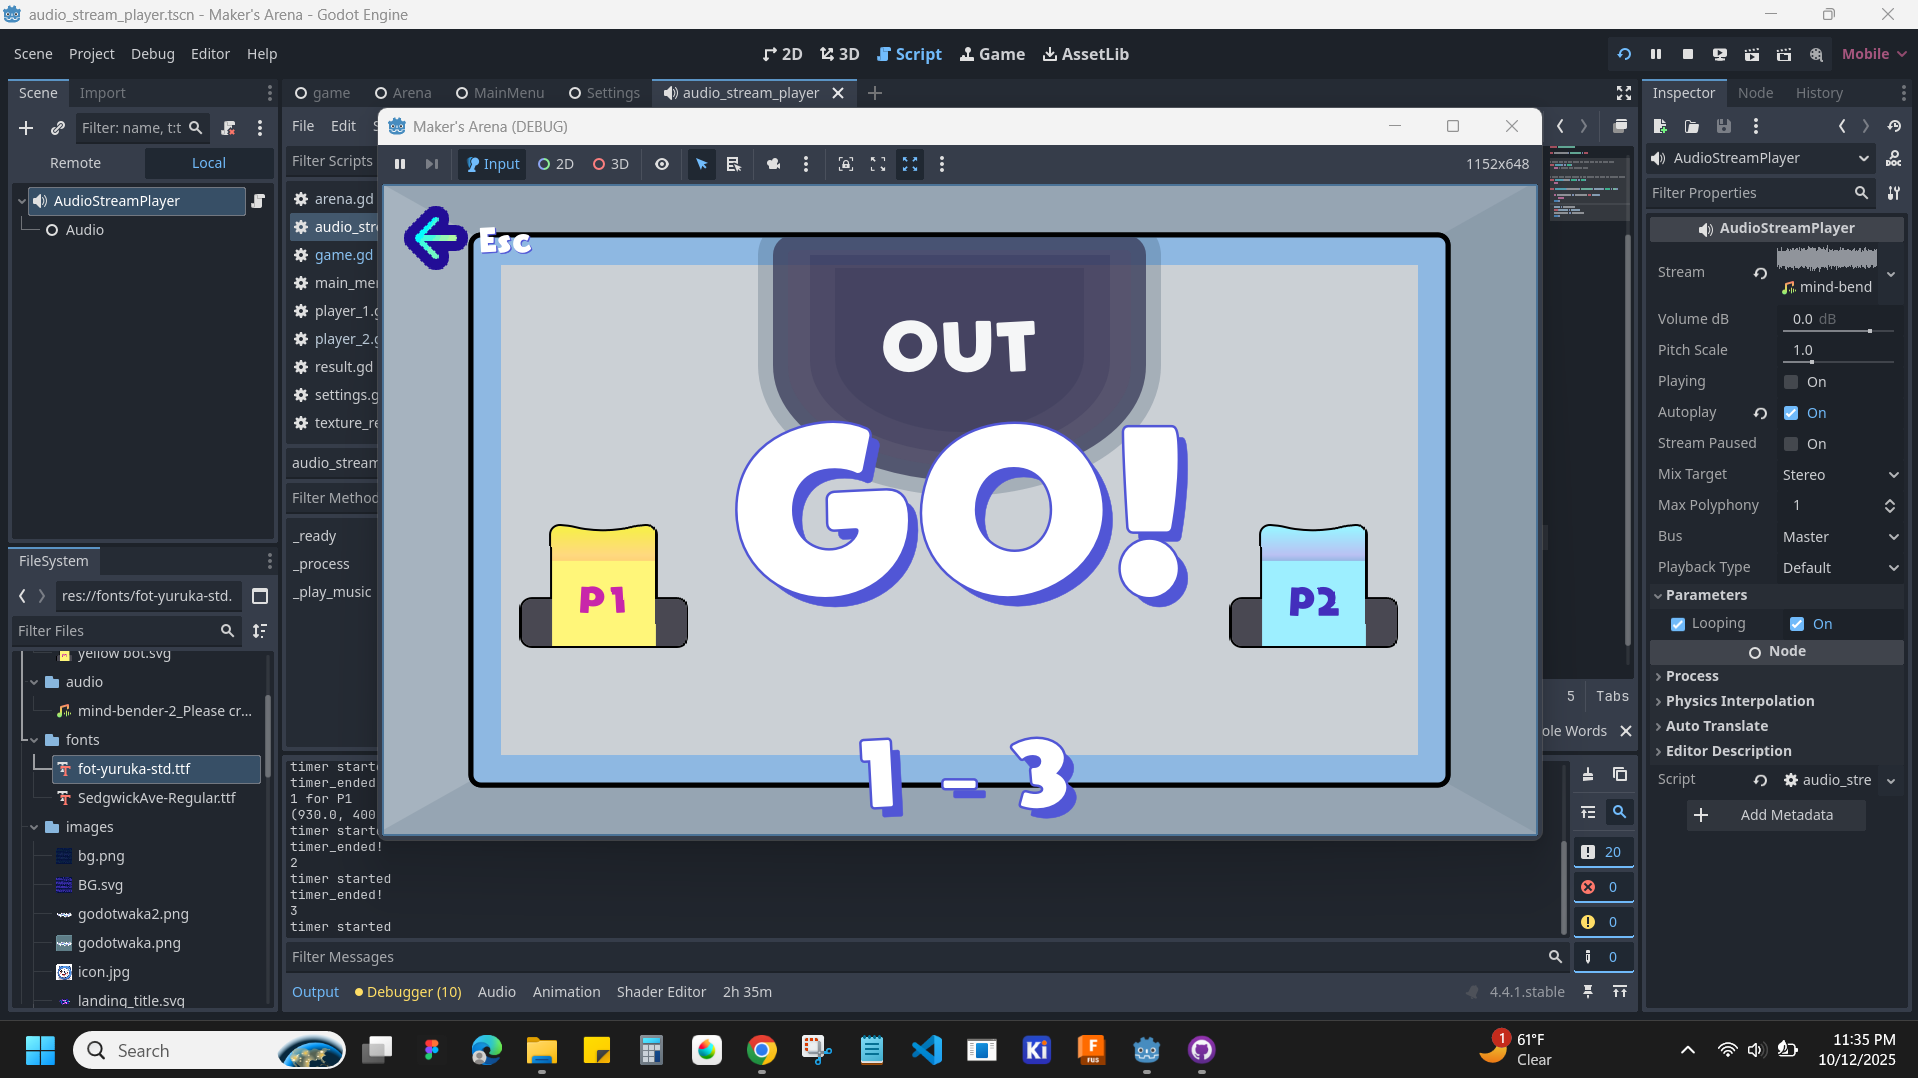 audio_stream_player.tscn - Maker's Arena - Godot Engine
Scene Project Debug Editor Help
2D 3D Script Game AssetLib
Mobile
Scene Import
game Arena MainMenu Settings audio_stream_player
Inspector Node History
Filter: name, t:t
File Edit
Maker's Arena (DEBUG)
Remote Local
Filter Scripts
Input 2D 3D
1152x648
AudioStreamPlayer
Filter Properties
AudioStreamPlayer
Audio
arena.gd
audio_str
game.gd
main_me
player_1.g
player_2.g
result.gd
settings.g
texture_re
audio_stream
Filter Method
_ready
_process
_play_music
Esc
OUT
GO!
P1
P2
1 - 3
AudioStreamPlayer
Stream
mind-bend
Volume dB 0.0 dB
Pitch Scale 1.0
Playing On
Autoplay On
Stream Paused On
Mix Target Stereo
Max Polyphony 1
Bus Master
Playback Type Default
Parameters
Looping On
Node
Process
Physics Interpolation
Auto Translate
Editor Description
Script audio_stre
Add Metadata
FileSystem
res://fonts/fot-yuruka-std.
Filter Files
yellow bot.svg
audio
mind-bender-2_Please cr...
fonts
fot-yuruka-std.ttf
SedgwickAve-Regular.ttf
images
bg.png
BG.svg
godotwaka2.png
godotwaka.png
icon.jpg
landing_title.svg
5 Tabs
ole Words
timer starte
timer_ended
1 for P1
(930.0, 400
timer starte
timer_ended!
2
timer started
timer_ended!
3
timer started
20
0
0
0
Filter Messages
Output Debugger (10) Audio Animation Shader Editor 2h 35m
4.4.1.stable
Search
Ki
F
FUS
1
61°F
Clear
11:35 PM
10/12/2025